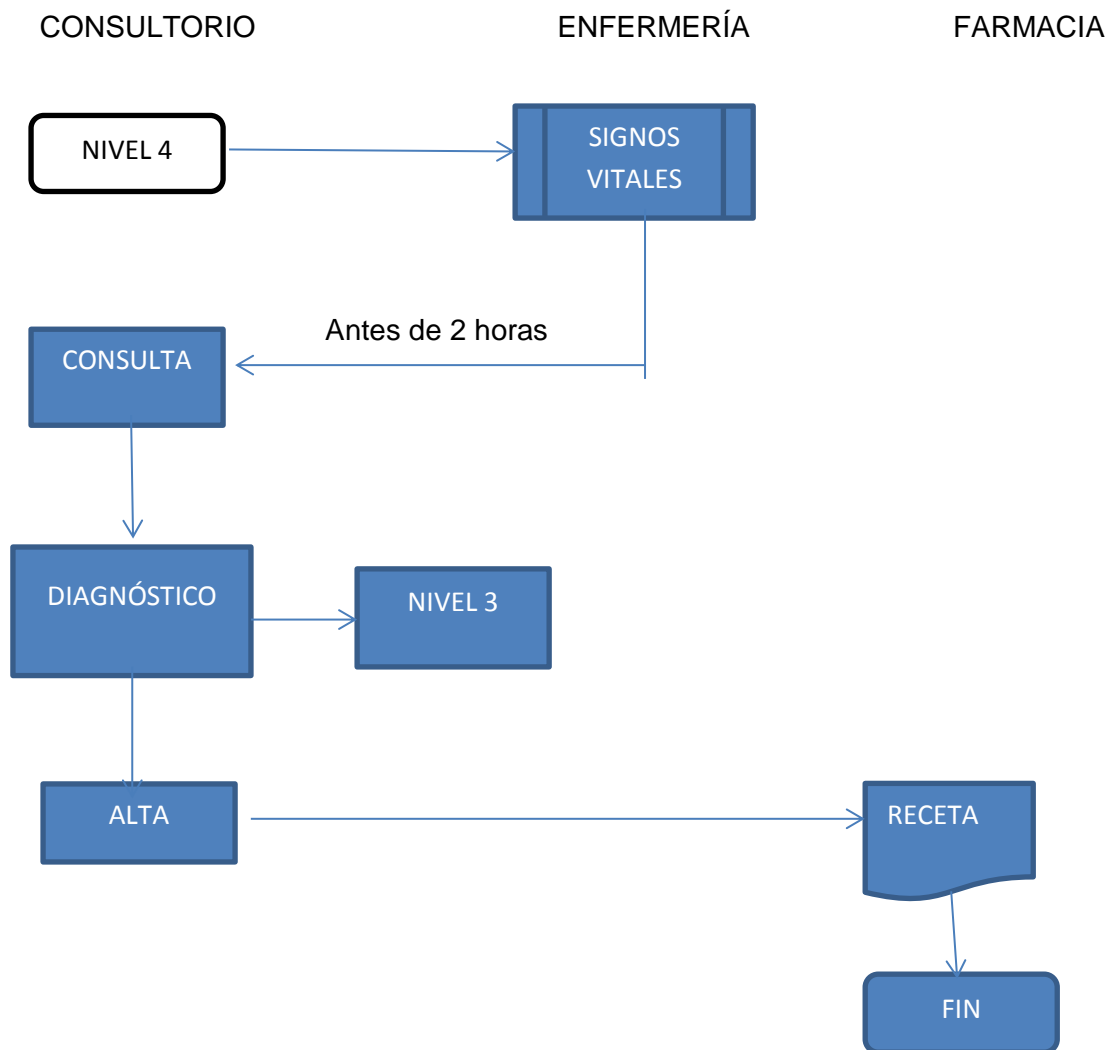 CONSULTORIO
ENFERMERÍA
FARMACIA
NIVEL 4
SIGNOS
VITALES
Antes de 2 horas
CONSULTA
DIAGNÓSTICO
NIVEL 3
ALTA
RECETA
FIN